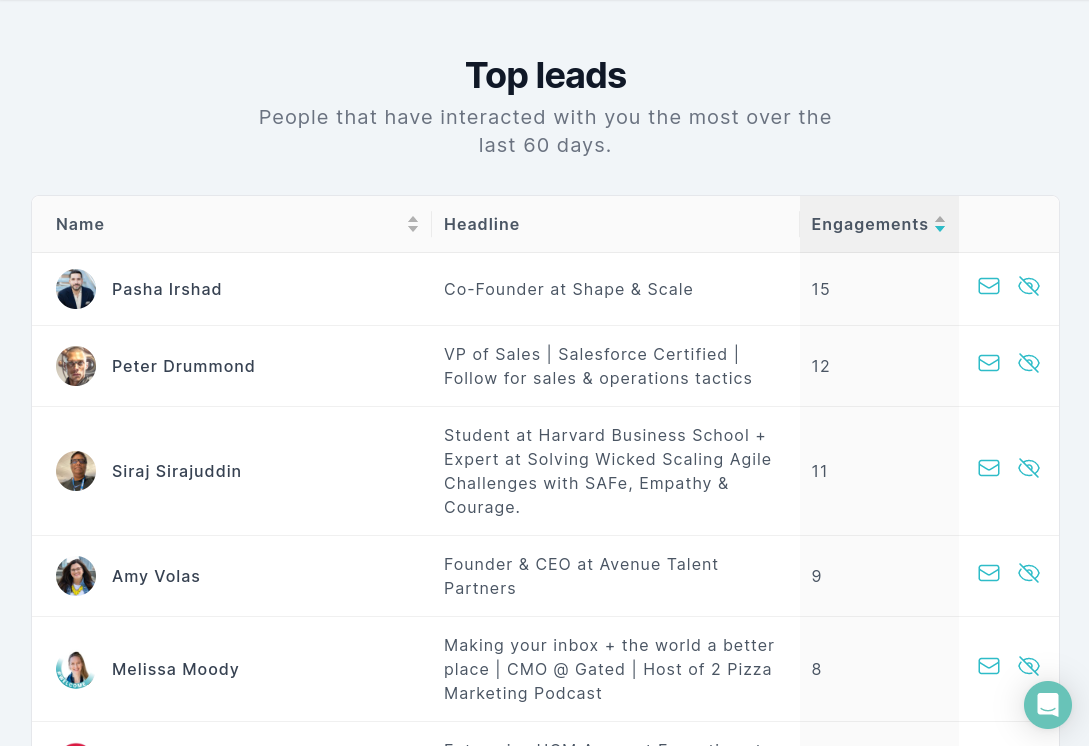 Top leads
People that have interacted with you the most over the
last 60 days.
Name Headline Engagements
Pasha Irshad Co-Founder at Shape & Scale 15
VP of Sales | Salesforce Certified |
Peter Drummond Follow for sales & operations tactics 12
Student at Harvard Business School +
Expert at Solving Wicked Scaling Agile
Siraj Sirajuddin 11
Challenges with SAFe, Empathy &
Courage.
Founder & CEO at Avenue Talent
Amy Volas 9
Partners
Making your inbox + the world a better
Melissa Moody place | CMO @ Gated | Host of 2 Pizza 8
Marketing Podcast